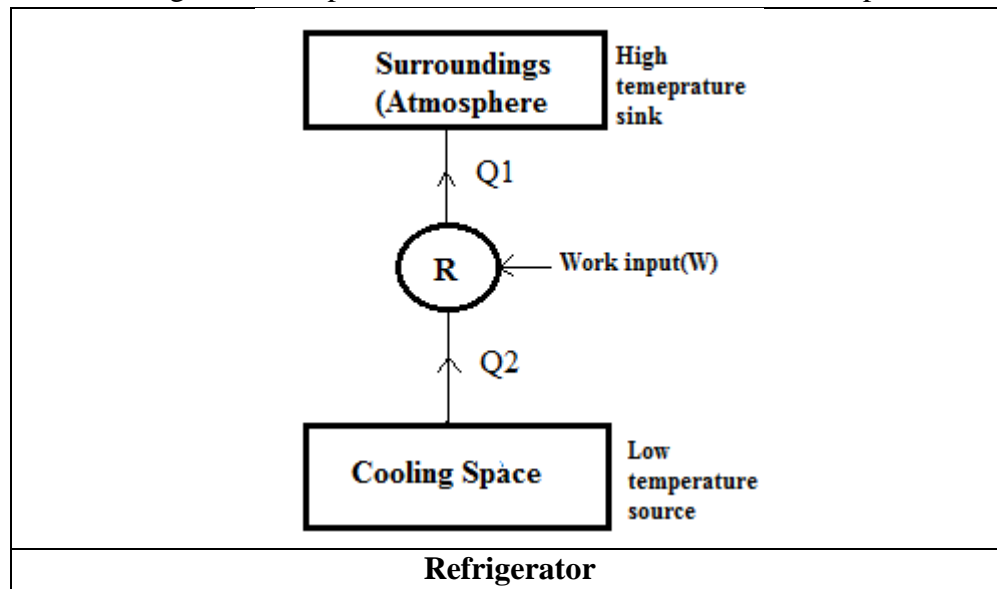 Surroundings
(Atmosphere
High
temeprature
sink
Q1
R
Work input(W)
Q2
Cooling Space
Low
temperature
source
Refrigerator